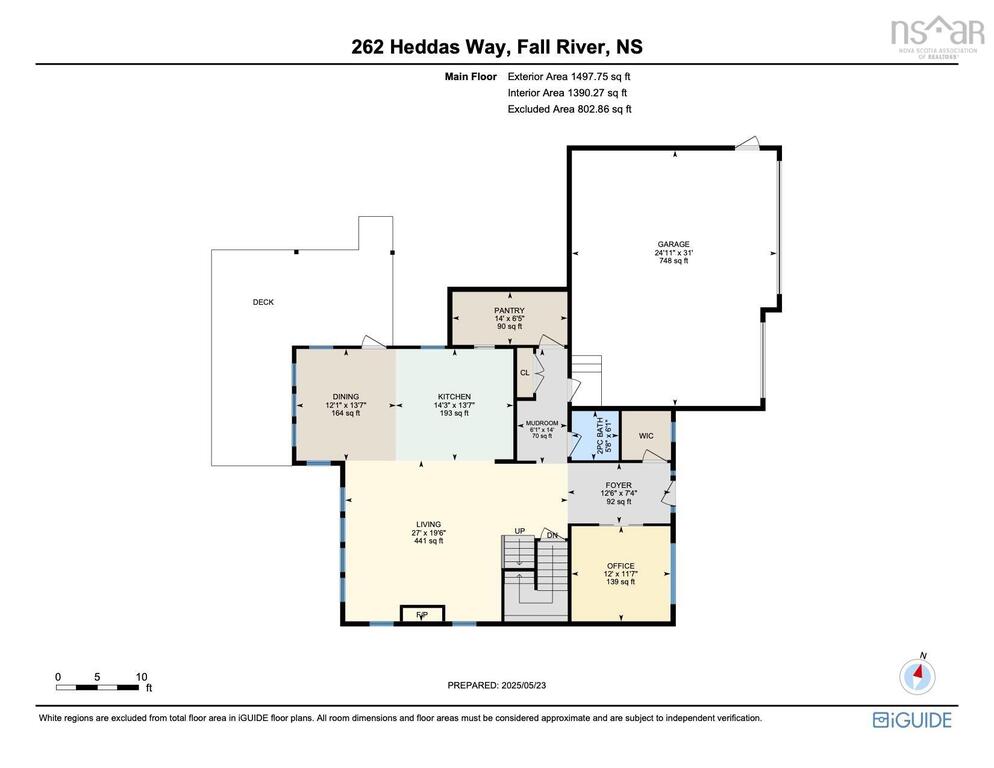 nsaar
NOVA SCOTIA ASSOCIATION
OF REALTORS®
262 Heddas Way, Fall River, NS
Main Floor Exterior Area 1497.75 sq ft
Interior Area 1390.27 sq ft
Excluded Area 802.86 sq ft
GARAGE
24'11" x 31'
748 sq ft
DECK
PANTRY
14' x 6'5"
90 sq ft
CL
DINING
12'1" x 13'7"
164 sq ft
KITCHEN
14'3" x 13'7"
193 sq ft
MUDROOM
6'1" x 14'
70 sq ft
2PC BATH
5'8" x 6'1"
WIC
FOYER
12'6" x 7'4"
92 sq ft
LIVING
27' x 19'6"
441 sq ft
UP
DN
OFFICE
12' x 11'7"
139 sq ft
F/P
0 5 10
ft
PREPARED: 2025/05/23
N
White regions are excluded from total floor area in iGUIDE floor plans. All room dimensions and floor areas must be considered approximate and are subject to independent verification.
iGUIDE